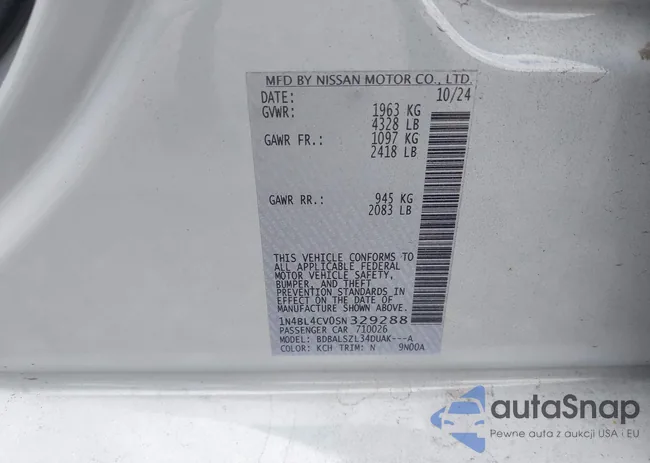 MFD BY NISSAN MOTOR CO., LTD.
DATE: 10/24
GVWR: 1963 KG
4328 LB
GAWR FR.: 1097 KG
2418 LB
GAWR RR.: 945 KG
2083 LB
THIS VEHICLE CONFORMS TO
ALL APPLICABLE FEDERAL
MOTOR VEHICLE SAFETY,
BUMPER, AND THEFT
PREVENTION STANDARDS IN
EFFECT ON THE DATE OF
MANUFACTURE SHOWN ABOVE.
1N4BL4CV0SN329288
PASSENGER CAR 710026
MODEL: BDBALSZL34DUAK---A
COLOR: KCH TRIM: N 9N00A
autoSnap
Pewne auta z aukcji USA i EU